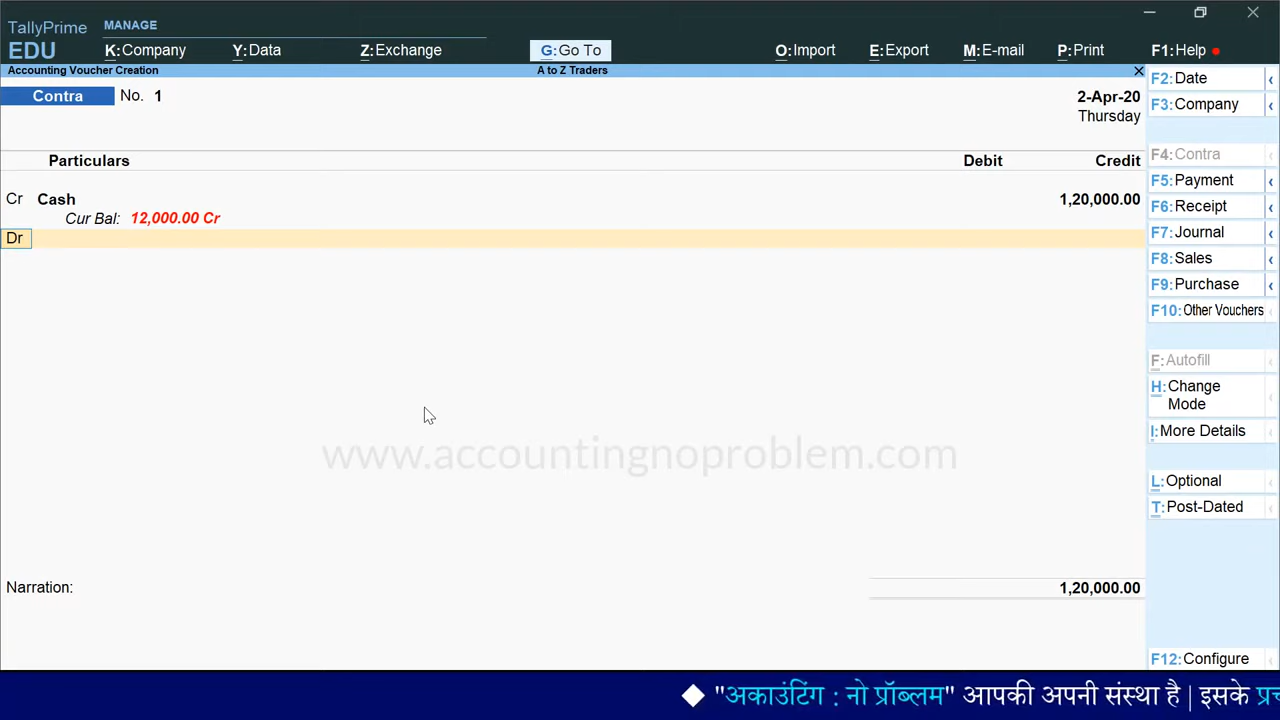 TallyPrime
MANAGE
EDU
K:Company
Y:Data
Z:Exchange
G:Go To
O:Import
E:Export
M:E-mail
P:Print
F1:Help
Accounting Voucher Creation
A to Z Traders
Contra
No. 1
2-Apr-20
Thursday
Particulars
Debit
Credit
Cr Cash 1,20,000.00
Cur Bal: 12,000.00 Cr
Dr
www.accountingnoproblem.com
Narration:
1,20,000.00
F2:Date
F3:Company
F4:Contra
F5:Payment
F6:Receipt
F7:Journal
F8:Sales
F9:Purchase
F10:Other Vouchers
F:Autofill
H:Change
Mode
I:More Details
L:Optional
T:Post-Dated
F12:Configure
"अकाउंटिंग : नो प्रॉब्लम" आपकी अपनी संस्था है | इसके